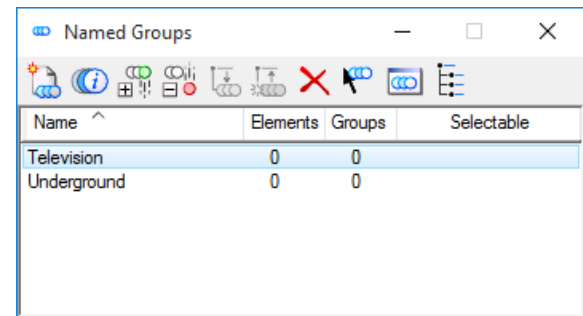 Named Groups
Name Elements Groups Selectable
Television 0 0
Underground 0 0